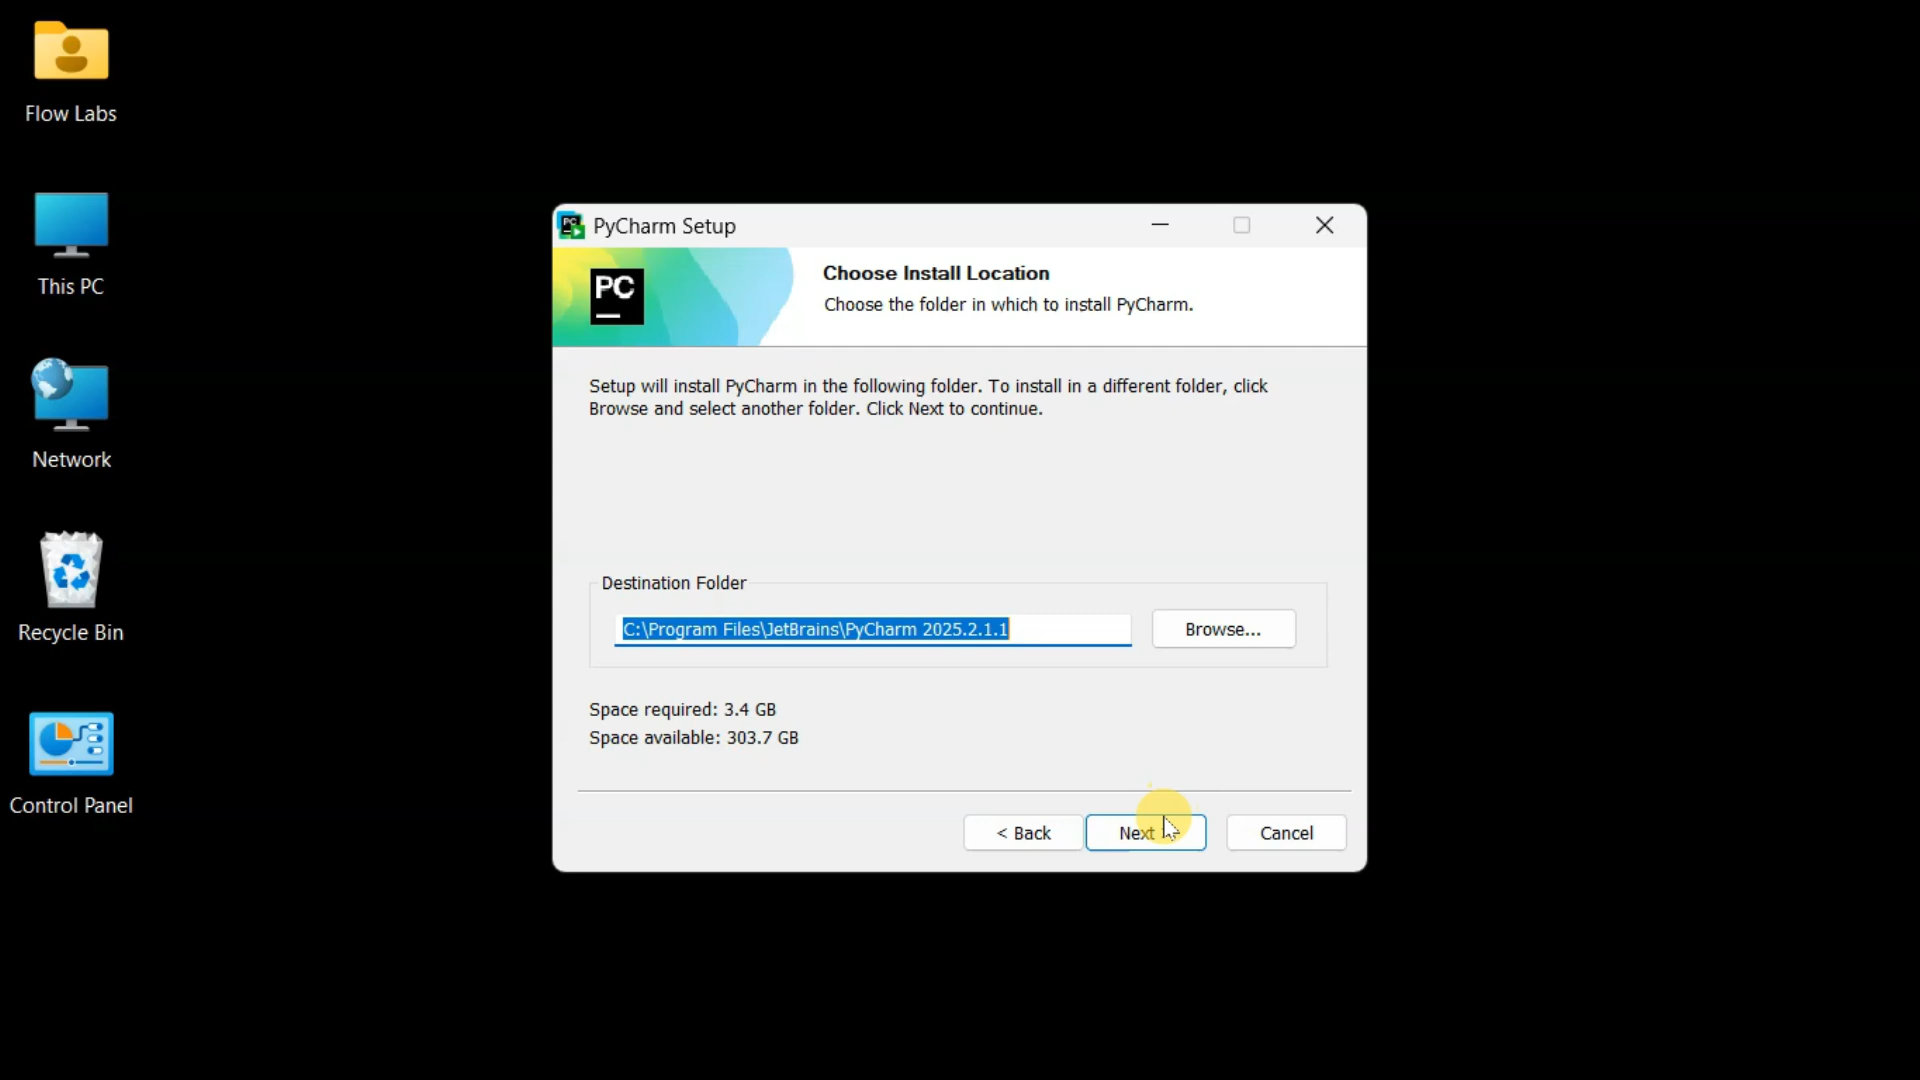 Flow Labs
This PC
Network
Recycle Bin
Control Panel
PC PyCharm Setup
PC
Choose Install Location
Choose the folder in which to install PyCharm.
Setup will install PyCharm in the following folder. To install in a different folder, click
Browse and select another folder. Click Next to continue.
Destination Folder
C:\Program Files\JetBrains\PyCharm 2025.2.1.1
Browse...
Space required: 3.4 GB
Space available: 303.7 GB
< Back
Next
Cancel